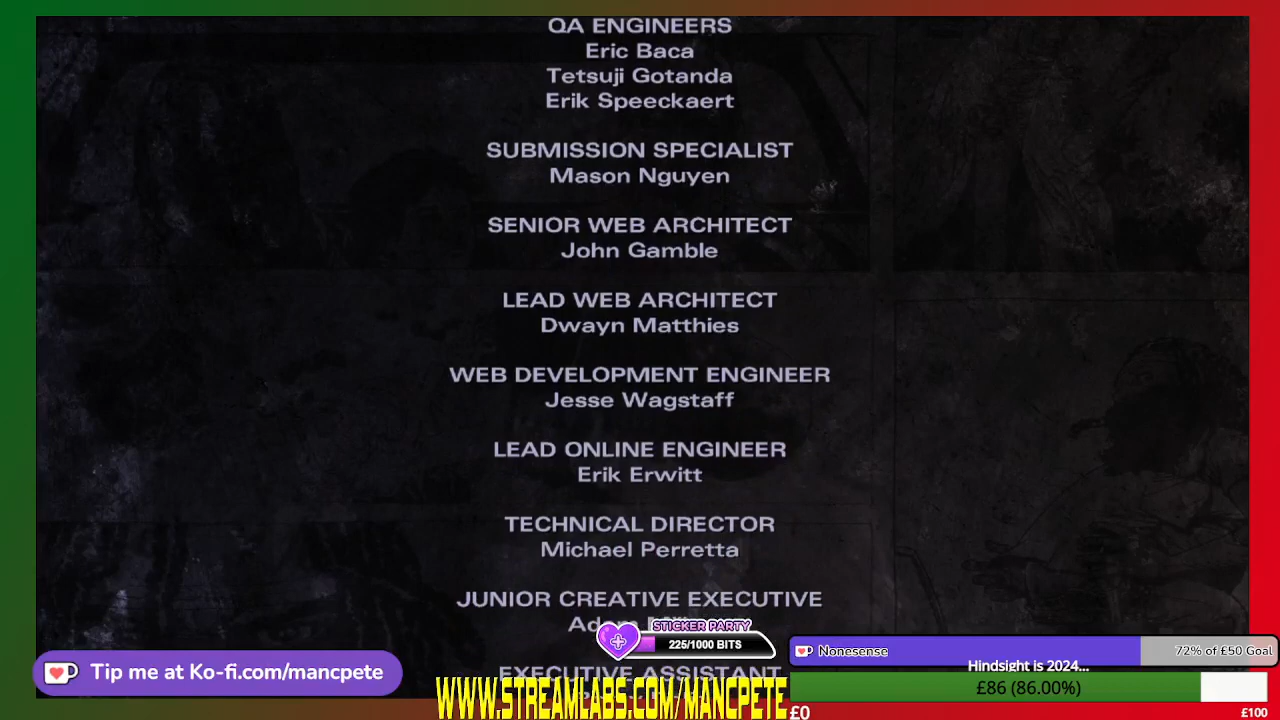 QA ENGINEERS
Eric Baca
Tetsuji Gotanda
Erik Speeckaert
SUBMISSION SPECIALIST
Mason Nguyen
SENIOR WEB ARCHITECT
John Gamble
LEAD WEB ARCHITECT
Dwayn Matthies
WEB DEVELOPMENT ENGINEER
Jesse Wagstaff
LEAD ONLINE ENGINEER
Erik Erwitt
TECHNICAL DIRECTOR
Michael Perretta
JUNIOR CREATIVE EXECUTIVE
STICKER PARTY
225/1000 BITS
EXECUTIVE ASSISTANT
Tip me at Ko-fi.com/mancpete
WWW.STREAMLABS.COM/MANCPETE
Nonesense
72% of £50 Goal
Hindsight is 2024...
£86 (86.00%)
£0
£100